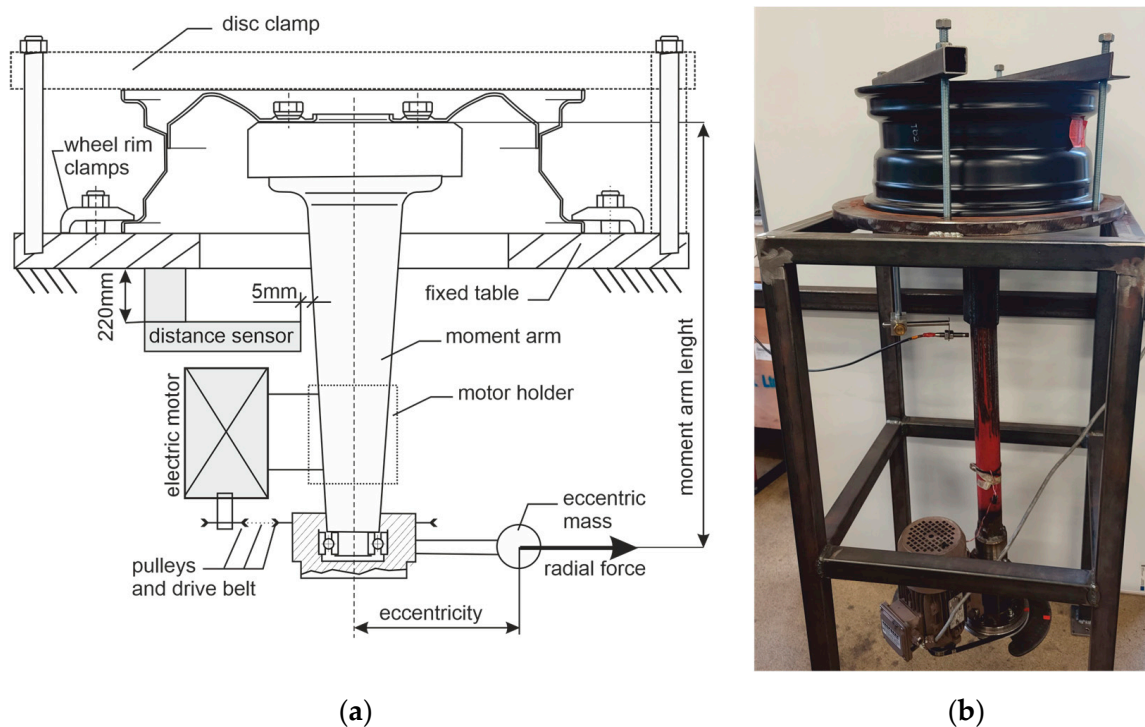 disc clamp
wheel rim
clamps
220mm
5mm
distance sensor
fixed table
moment arm
motor holder
electric motor
moment arm lenght
eccentric
mass
radial force
pulleys
and drive belt
eccentricity
(a)
(b)